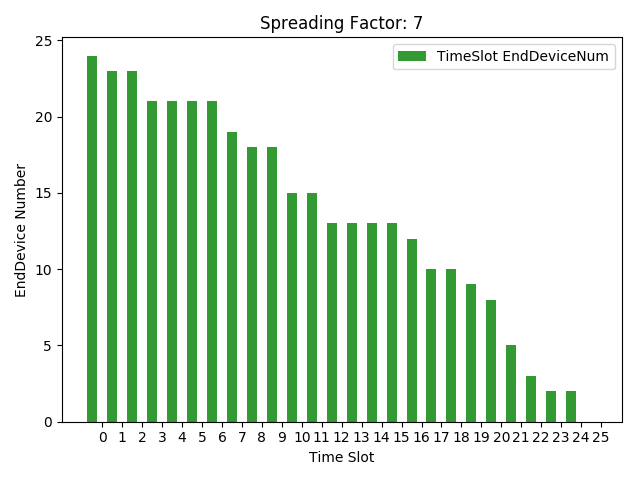 Spreading Factor: 7
TimeSlot EndDeviceNum
25
20
15
10
5
0
EndDevice Number
0 1 2 3 4 5 6 7 8 9 10 11 12 13 14 15 16 17 18 19 20 21 22 23 24 25
Time Slot